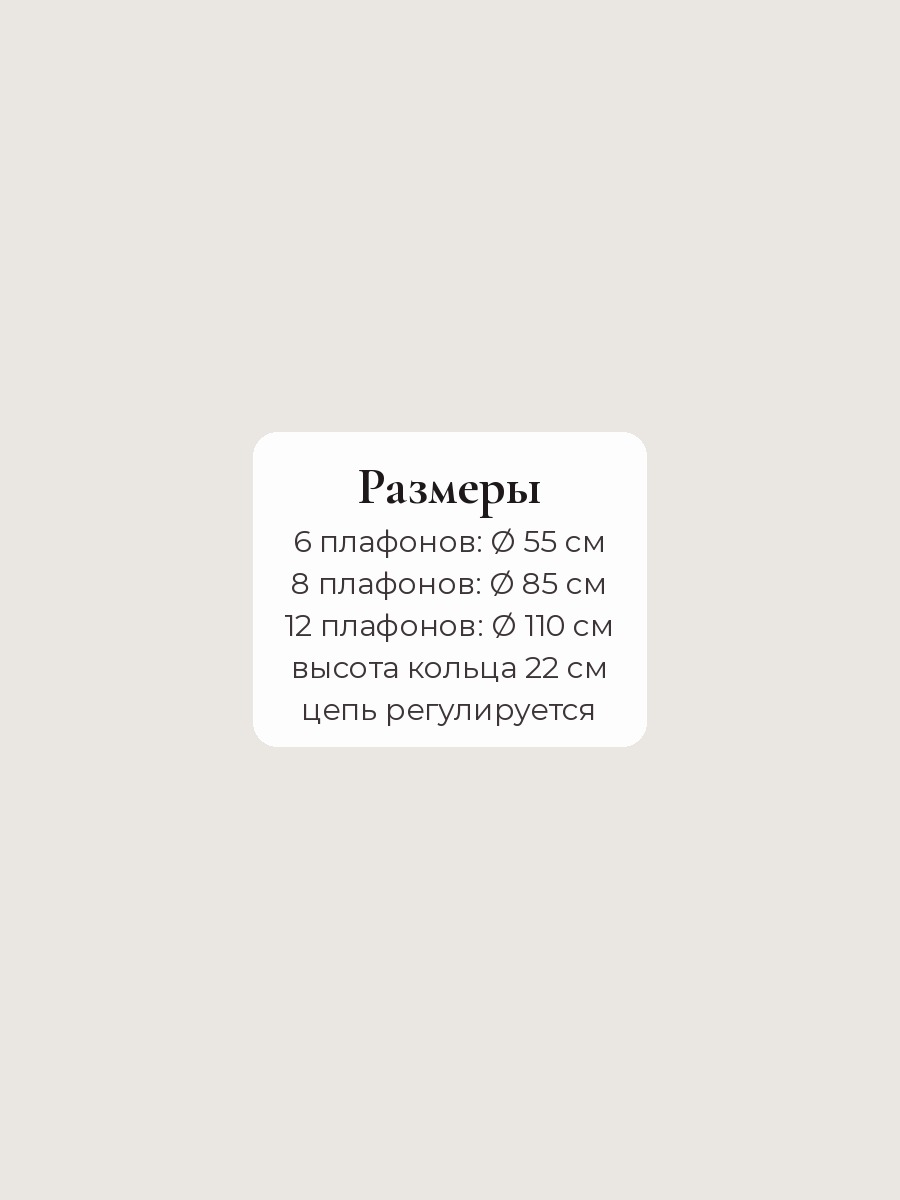 Размеры
6 плафонов: Ø 55 см
8 плафонов: Ø 85 см
12 плафонов: Ø 110 см
высота кольца 22 см
цепь регулируется